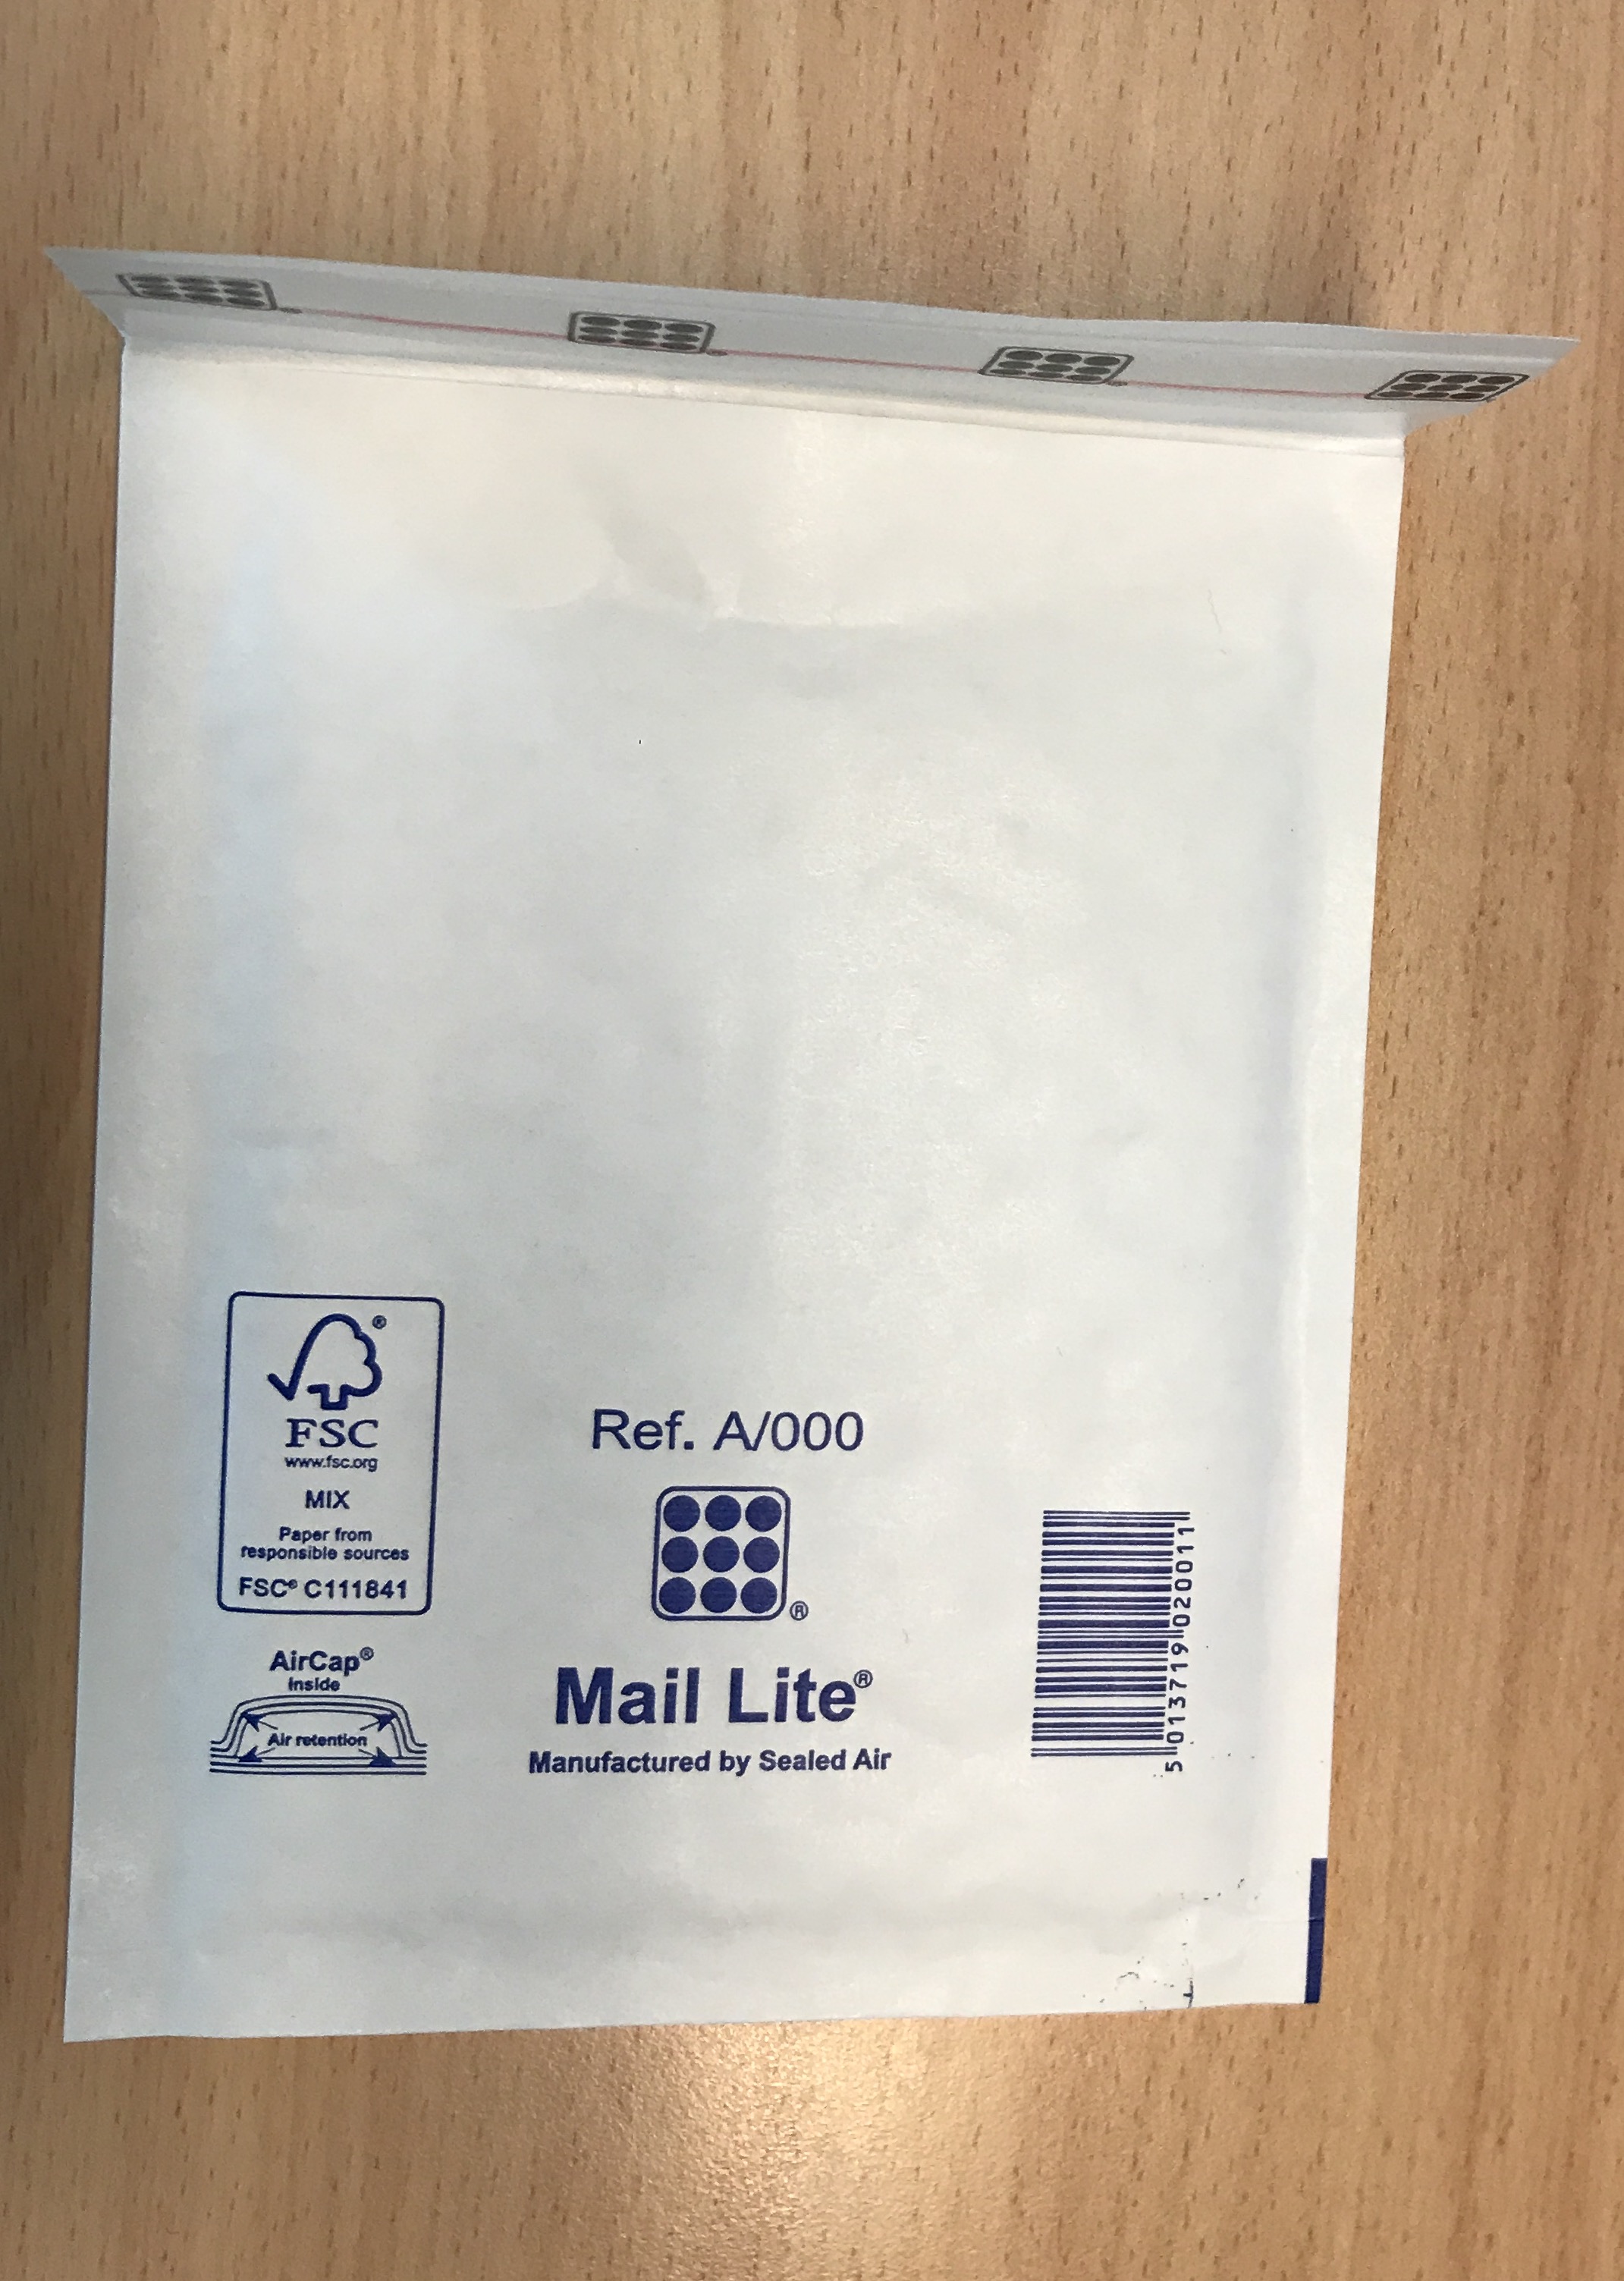 ®
FSC
www.fsc.org
MIX
Paper from
responsible sources
FSC® C111841
AirCap®
Inside
Air retention
Ref. A/000
®
Mail Lite®
Manufactured by Sealed Air
5 013719 020011